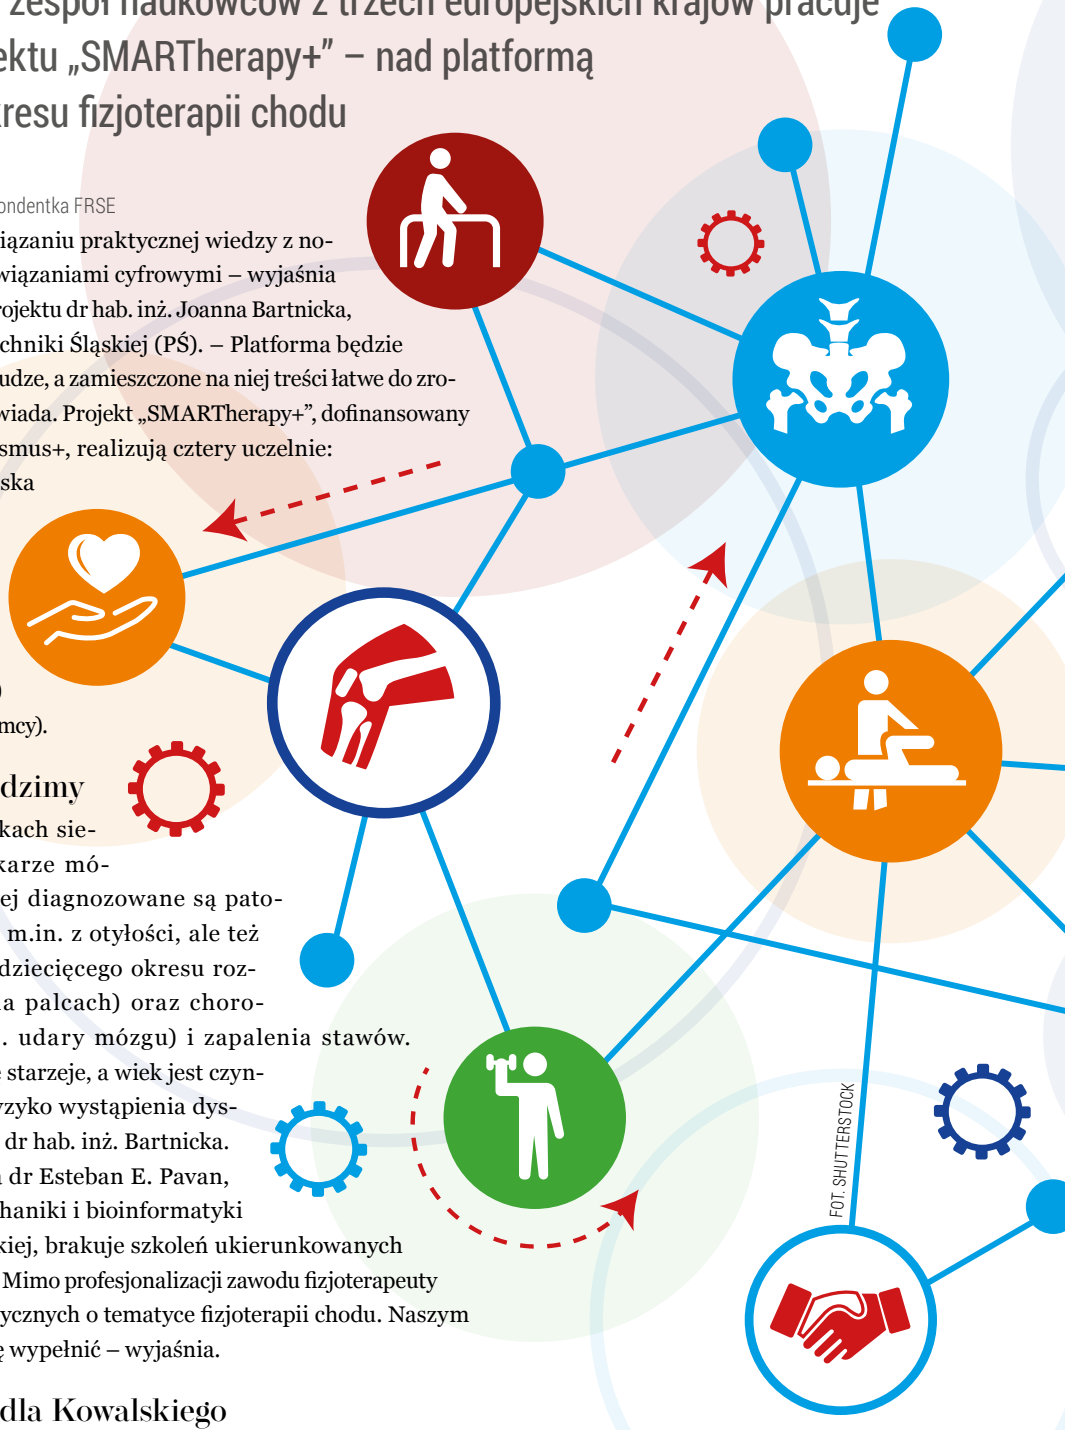 zespół naukowców z trzech europejskich krajów pracuje
ektu „SMARTherapy+” – nad platformą
kresu fizjoterapii chodu
ondentka FRSE
iązaniu praktycznej wiedzy z no-
wiązaniami cyfrowymi – wyjaśnia
rojektu dr hab. inż. Joanna Bartnicka,
chniki Śląskiej (PŚ). – Platforma będzie
udze, a zamieszczone na niej treści łatwe do zro-
wiada. Projekt „SMARTherapy+”, dofinansowany
smus+, realizują cztery uczelnie:
ska
)
mcy).
dzimy
kach sie-
karze mó-
ej diagnozowane są pato-
m.in. z otyłości, ale też
dziecięcego okresu roz-
a palcach) oraz choro-
. udary mózgu) i zapalenia stawów.
starzeje, a wiek jest czyn-
yzyko wystąpienia dys-
dr hab. inż. Bartnicka.
dr Esteban E. Pavan,
haniki i bioinformatyki
kiej, brakuje szkoleń ukierunkowanych
Mimo profesjonalizacji zawodu fizjoterapeuty
ycznych o tematyce fizjoterapii chodu. Naszym
ę wypełnić – wyjaśnia.
dla Kowalskiego
FOT. SHUTTERSTOCK